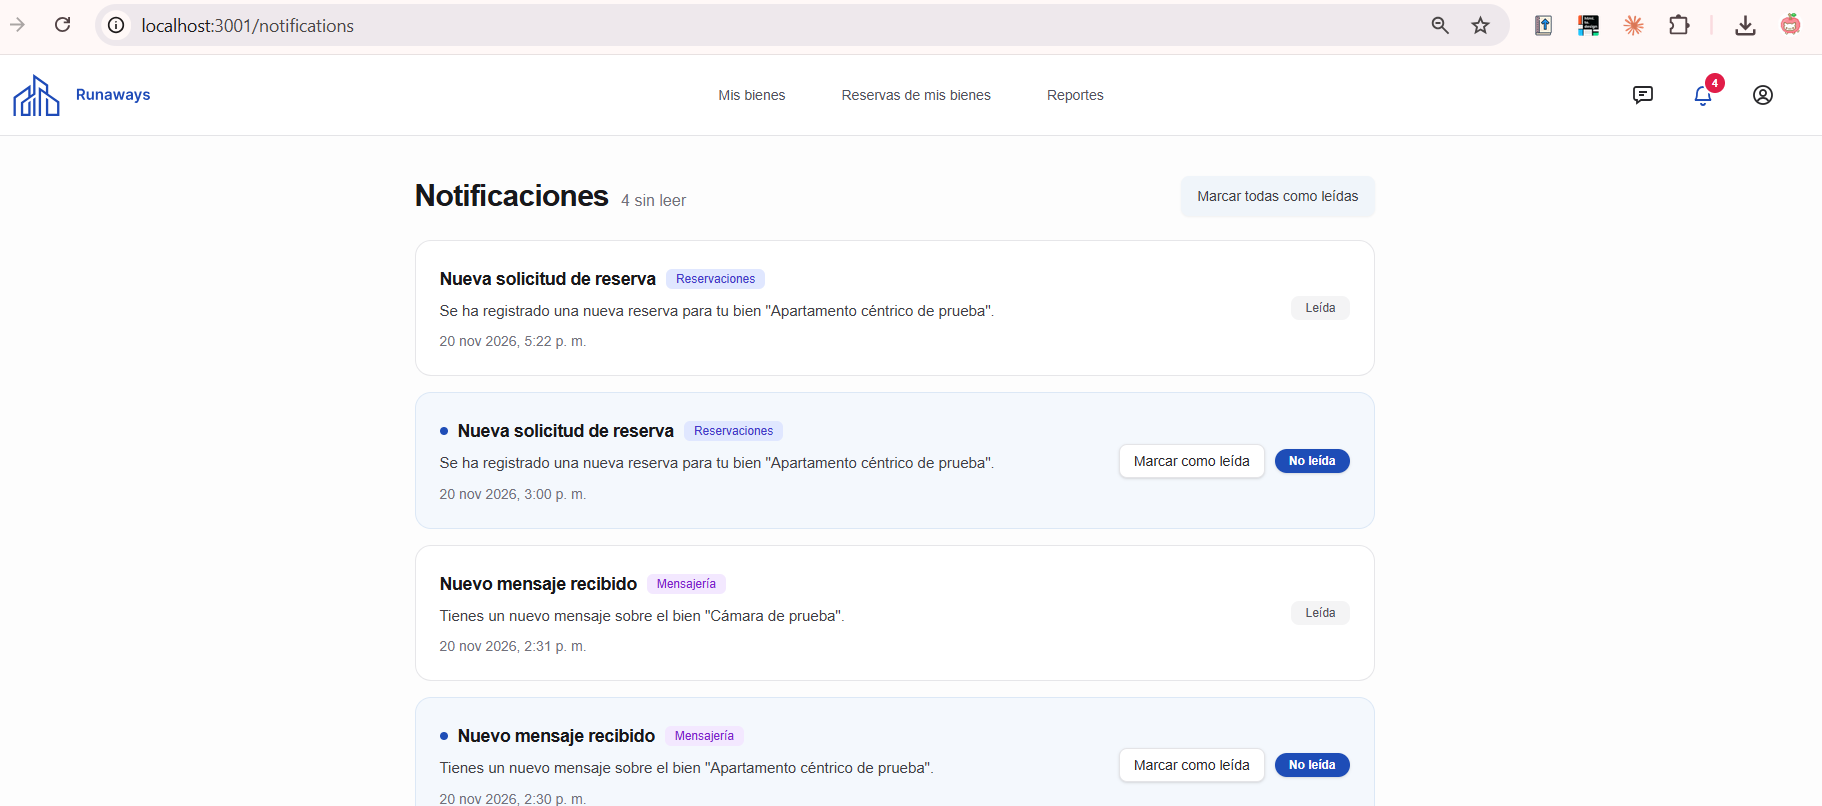 localhost:3001/notifications
Runaways
Mis bienes
Reservas de mis bienes
Reportes
4
Notificaciones 4 sin leer
Marcar todas como leídas
Nueva solicitud de reserva Reservaciones
Se ha registrado una nueva reserva para tu bien "Apartamento céntrico de prueba".
Leída
20 nov 2026, 5:22 p. m.
Nueva solicitud de reserva Reservaciones
Se ha registrado una nueva reserva para tu bien "Apartamento céntrico de prueba".
Marcar como leída No leída
20 nov 2026, 3:00 p. m.
Nuevo mensaje recibido Mensajería
Tienes un nuevo mensaje sobre el bien "Cámara de prueba".
Leída
20 nov 2026, 2:31 p. m.
Nuevo mensaje recibido Mensajería
Tienes un nuevo mensaje sobre el bien "Apartamento céntrico de prueba".
Marcar como leída No leída
20 nov 2026, 2:30 p. m.